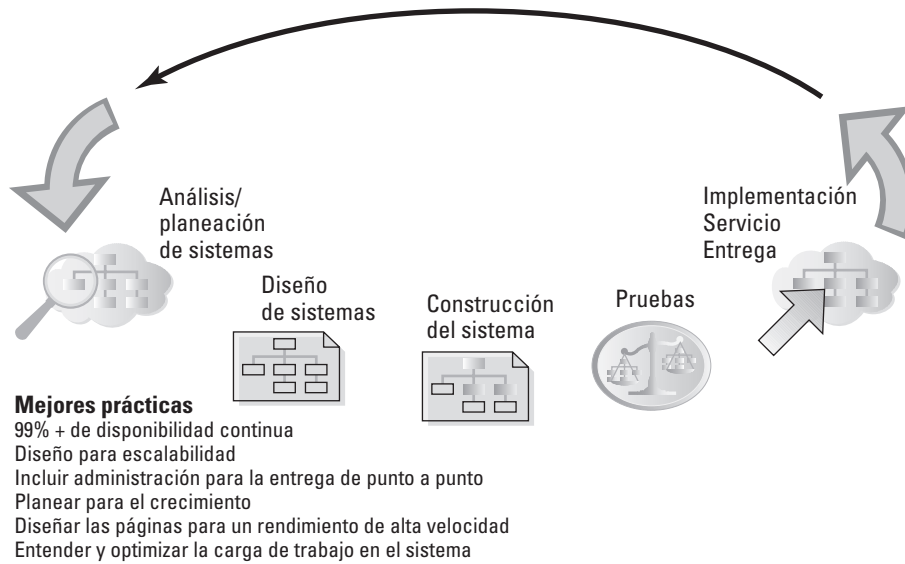 Análisis/
planeación
de sistemas
Diseño
de sistemas
Construcción
del sistema
Pruebas
Implementación
Servicio
Entrega
Mejores prácticas
99% + de disponibilidad continua
Diseño para escalabilidad
Incluir administración para la entrega de punto a punto
Planear para el crecimiento
Diseñar las páginas para un rendimiento de alta velocidad
Entender y optimizar la carga de trabajo en el sistema